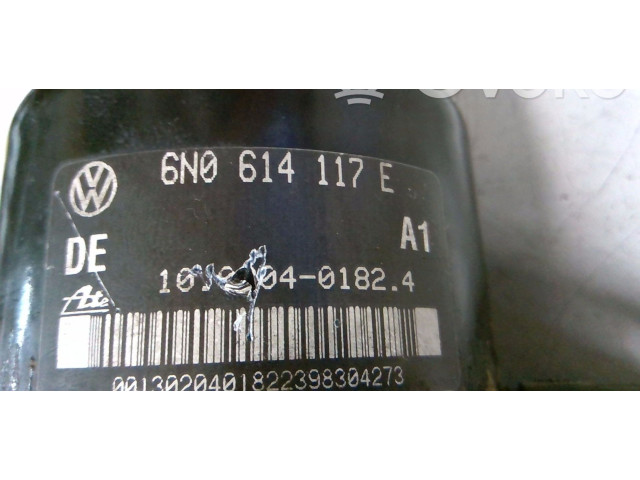 6N0 614 117 E
DE
A1
04-0182.4
Ate
0013020401822398304273